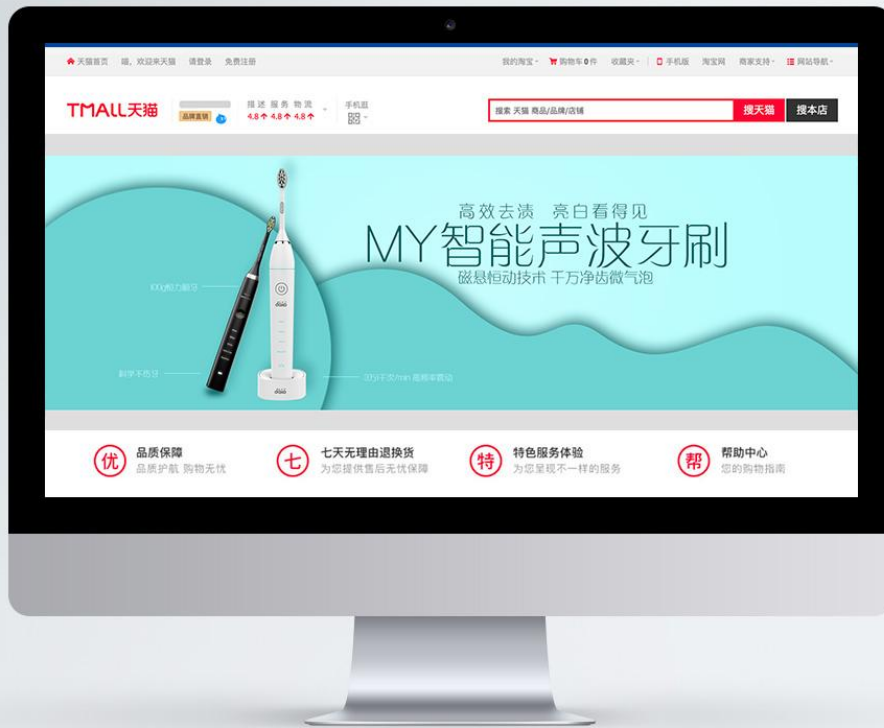 天猫首页 喵，欢迎来天猫 请登录 免费注册
我的淘宝 购物车0件 收藏夹 手机版 淘宝网 商家支持 网站导航
TMALL天猫
品牌直销
描述 服务 物流
4.8 4.8 4.8
手机逛
搜索 天猫 商品/品牌/店铺
搜天猫
搜本店
高效去渍 亮白看得见
MY智能声波牙刷
磁悬恒动技术 千万净齿微气泡
科学不伤牙
优
品质保障
品质护航 购物无忧
七
七天无理由退换货
为您提供售后无忧保障
特
特色服务体验
为您呈现不一样的服务
帮
帮助中心
您的购物指南